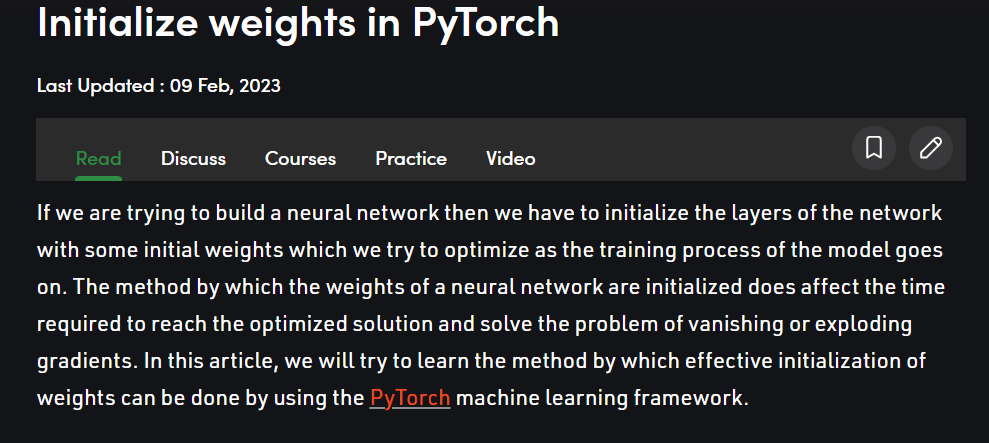 Initialize weights in PyTorch
Last Updated : 09 Feb, 2023
Read Discuss Courses Practice Video
If we are trying to build a neural network then we have to initialize the layers of the network
with some initial weights which we try to optimize as the training process of the model goes
on. The method by which the weights of a neural network are initialized does affect the time
required to reach the optimized solution and solve the problem of vanishing or exploding
gradients. In this article, we will try to learn the method by which effective initialization of
weights can be done by using the PyTorch machine learning framework.